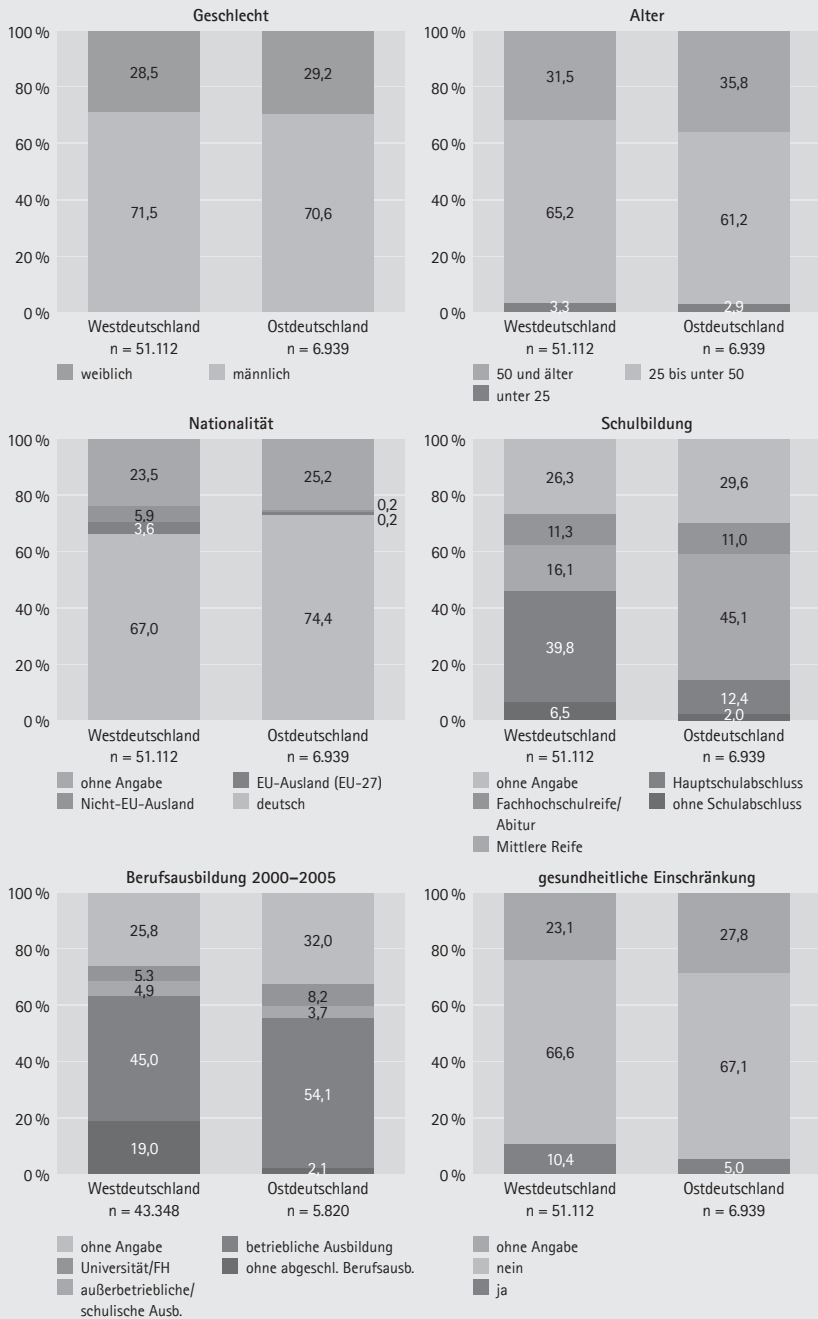 Geschlecht
100 %
80 %
60 %
40 %
20 %
0 %
28,5
29,2
71,5
70,6
Westdeutschland
Ostdeutschland
n = 51.112
n = 6.939
weiblich
männlich
Alter
100 %
80 %
60 %
40 %
20 %
0 %
31,5
35,8
65,2
61,2
3,3
2,9
Westdeutschland
Ostdeutschland
n = 51.112
n = 6.939
50 und älter
25 bis unter 50
unter 25
Nationalität
100 %
80 %
60 %
40 %
20 %
0 %
23,5
25,2
5,9
0,2
3,6
0,2
67,0
74,4
Westdeutschland
Ostdeutschland
n = 51.112
n = 6.939
ohne Angabe
EU-Ausland (EU-27)
Nicht-EU-Ausland
deutsch
Schulbildung
100 %
80 %
60 %
40 %
20 %
0 %
26,3
29,6
11,3
11,0
16,1
45,1
39,8
12,4
6,5
2,0
Westdeutschland
Ostdeutschland
n = 51.112
n = 6.939
ohne Angabe
Hauptschulabschluss
Fachhochschulreife/
Abitur
ohne Schulabschluss
Mittlere Reife
Berufsausbildung 2000–2005
100 %
80 %
60 %
40 %
20 %
0 %
25,8
32,0
5,3
8,2
4,9
3,7
45,0
54,1
19,0
2,1
Westdeutschland
Ostdeutschland
n = 43.348
n = 5.820
ohne Angabe
betriebliche Ausbildung
Universität/FH
ohne abgeschl. Berufsausb.
außerbetriebliche/
schulische Ausb.
gesundheitliche Einschränkung
100 %
80 %
60 %
40 %
20 %
0 %
23,1
27,8
66,6
67,1
10,4
5,0
Westdeutschland
Ostdeutschland
n = 51.112
n = 6.939
ohne Angabe
nein
ja